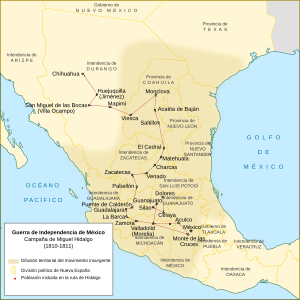 Gobierno de
NUEVO MÉXICO
Provincia de
TEXAS
Intendencia de
ARIZPE
Intendencia de
DURANGO
Chihuahua
Provincia de
COAHUILA
Huajuquilla
(Jiménez)
Monclova
San Miguel de las Bocas
(Villa Ocampo)
Mapimí
Acatita de Baján
Viesca
Saltillo
Provincia de
NUEVO LEÓN
GOLFO
DE
MÉXICO
El Cedral
Provincia de
NUEVO
SANTANDER
Intendencia de
ZACATECAS
Matehuala
Charcas
Zacatecas
Venado
Intendencia de
SAN LUIS POTOSÍ
OCÉANO
PACÍFICO
Pabellón
Intendencia de
GUADALAJARA
Dolores
Intendencia de
GUANAJUATO
Puente de Calderón
Guanajuato
Guadalajara
Silao
Celaya
La Barca
Acuico
Zamora
Gobierno de
TLAXCALA
Valladolid
(Morelia)
México
Intendencia de
PUEBLA
Intendencia de
VERACRUZ
Intendencia de
MICHOACÁN
Monte de las
Cruces
Intendencia de
MÉXICO
Intendencia de
OAXACA
Guerra de Independencia de México
Campaña de Miguel Hidalgo
(1810-1811)
Difusión territorial del movimiento insurgente
División política de Nueva España
Población incluida en la ruta de Hidalgo